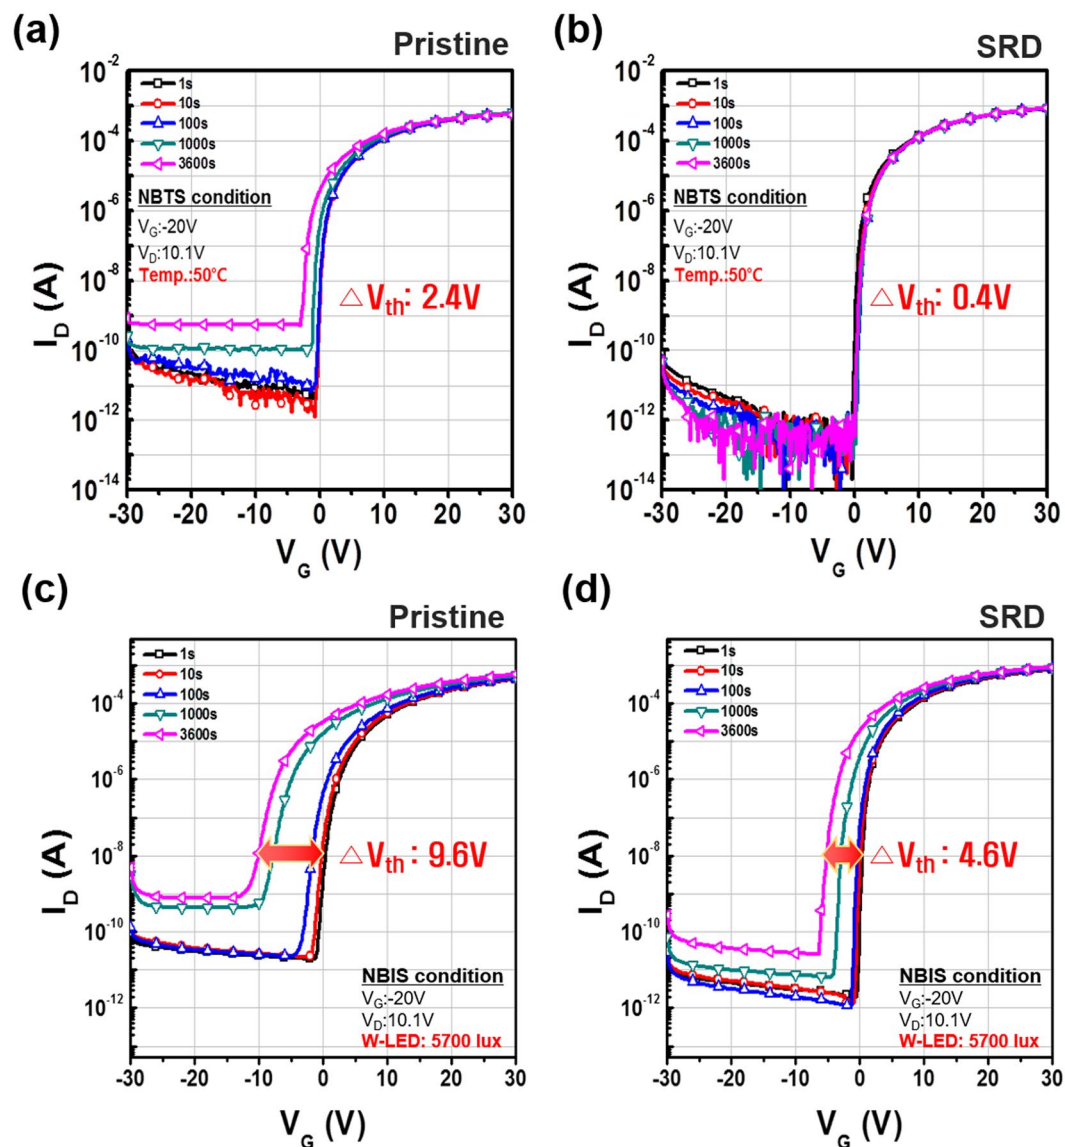 (a)
Pristine
10⁻²
10⁻⁴
10⁻⁶
10⁻⁸
10⁻¹⁰
10⁻¹²
10⁻¹⁴
I_D (A)
1s
10s
100s
1000s
3600s
NBTS condition
V_G:-20V
V_D:10.1V
Temp.:50℃
△ V_th: 2.4V
-30 -20 -10 0 10 20 30
V_G (V)
(b)
SRD
10⁻²
10⁻⁴
10⁻⁶
10⁻⁸
10⁻¹⁰
10⁻¹²
10⁻¹⁴
I_D (A)
1s
10s
100s
1000s
3600s
NBTS condition
V_G:-20V
V_D:10.1V
Temp.:50℃
△ V_th: 0.4V
-30 -20 -10 0 10 20 30
V_G (V)
(c)
Pristine
10⁻⁴
10⁻⁶
10⁻⁸
10⁻¹⁰
10⁻¹²
I_D (A)
1s
10s
100s
1000s
3600s
△ V_th : 9.6V
NBIS condition
V_G:-20V
V_D:10.1V
W-LED: 5700 lux
-30 -20 -10 0 10 20 30
V_G (V)
(d)
SRD
10⁻⁴
10⁻⁶
10⁻⁸
10⁻¹⁰
10⁻¹²
I_D (A)
1s
10s
100s
1000s
3600s
△ V_th : 4.6V
NBIS condition
V_G:-20V
V_D:10.1V
W-LED: 5700 lux
-30 -20 -10 0 10 20 30
V_G (V)